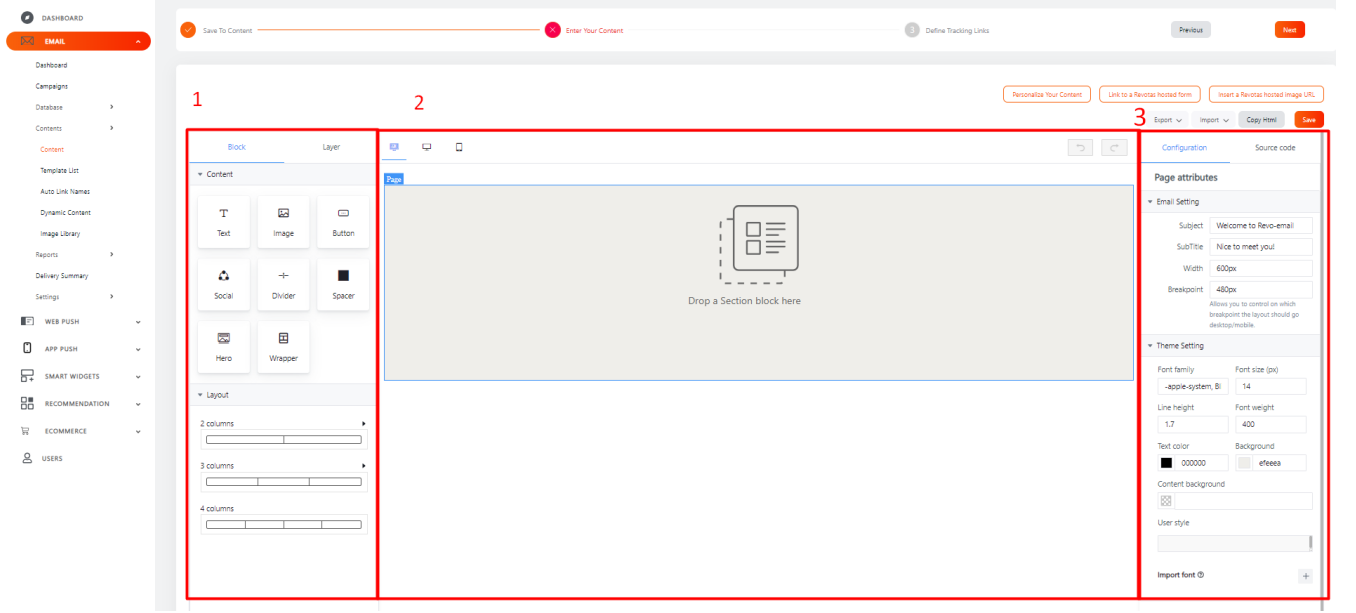 DASHBOARD
EMAIL
Dashboard
Campaigns
Database
Contents
Content
Template List
Auto Link Names
Dynamic Content
Image Library
Reports
Delivery Summary
Settings
WEB PUSH
APP PUSH
SMART WIDGETS
RECOMMENDATION
ECOMMERCE
USERS
Save To Content
Enter Your Content
3 Define Tracking Links
Previous
Next
Personalize Your Content
Link to a Revotas hosted form
Insert a Revotas hosted image URL
Export
Import
Copy Html
Save
1
Block Layer
Content
Text Image Button
Social Divider Spacer
Hero Wrapper
Layout
2 columns
3 columns
4 columns
2
Page
Drop a Section block here
3
Configuration Source code
Page attributes
Email Setting
Subject Welcome to Revo-email
SubTitle Nice to meet you!
Width 600px
Breakpoint 480px
Allows you to control on which
breakpoint the layout should go
desktop/mobile.
Theme Setting
Font family Font size (px)
-apple-system, Bl 14
Line height Font weight
1.7 400
Text color Background
000000 efeeea
Content background
User style
Import font